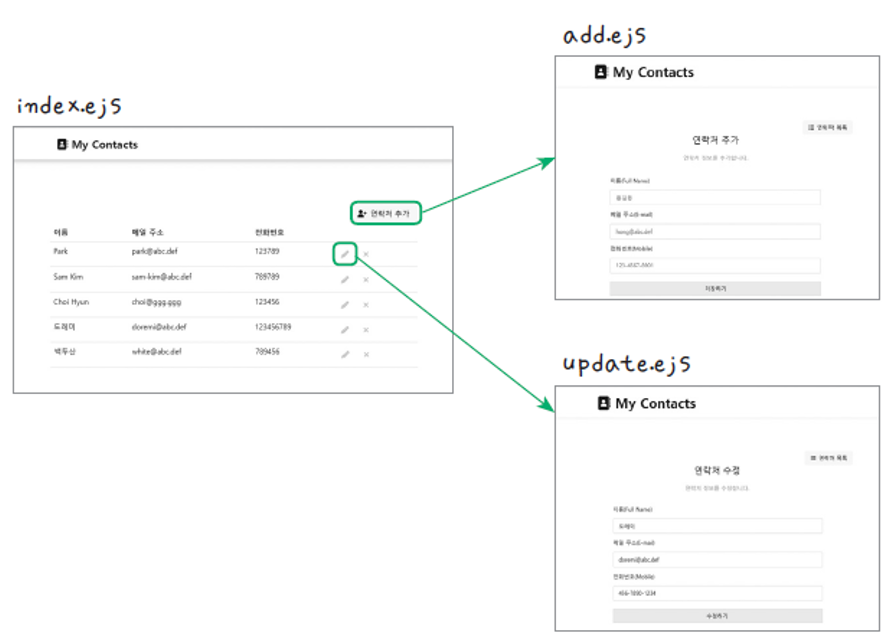 index.ejs
My Contacts
연락처 추가
이름 메일 주소 전화번호
Park park@abc.def 123789
Sam Kim sam-kim@abc.def 789789
Choi Hyun choi@ggg.ggg 123456
도레미 doremi@abc.def 123456789
백두산 white@abc.def 789456
add.ejs
My Contacts
연락처 목록
연락처 추가
연락처 정보를 추가합니다.
이름(Full Name)
홍길동
메일 주소(E-mail)
hong@abc.def
전화번호(Mobile)
123-4567-8901
저장하기
update.ejs
My Contacts
연락처 목록
연락처 수정
연락처 정보를 수정합니다.
이름(Full Name)
도레미
메일 주소(E-mail)
doremi@abc.def
전화번호(Mobile)
수정하기